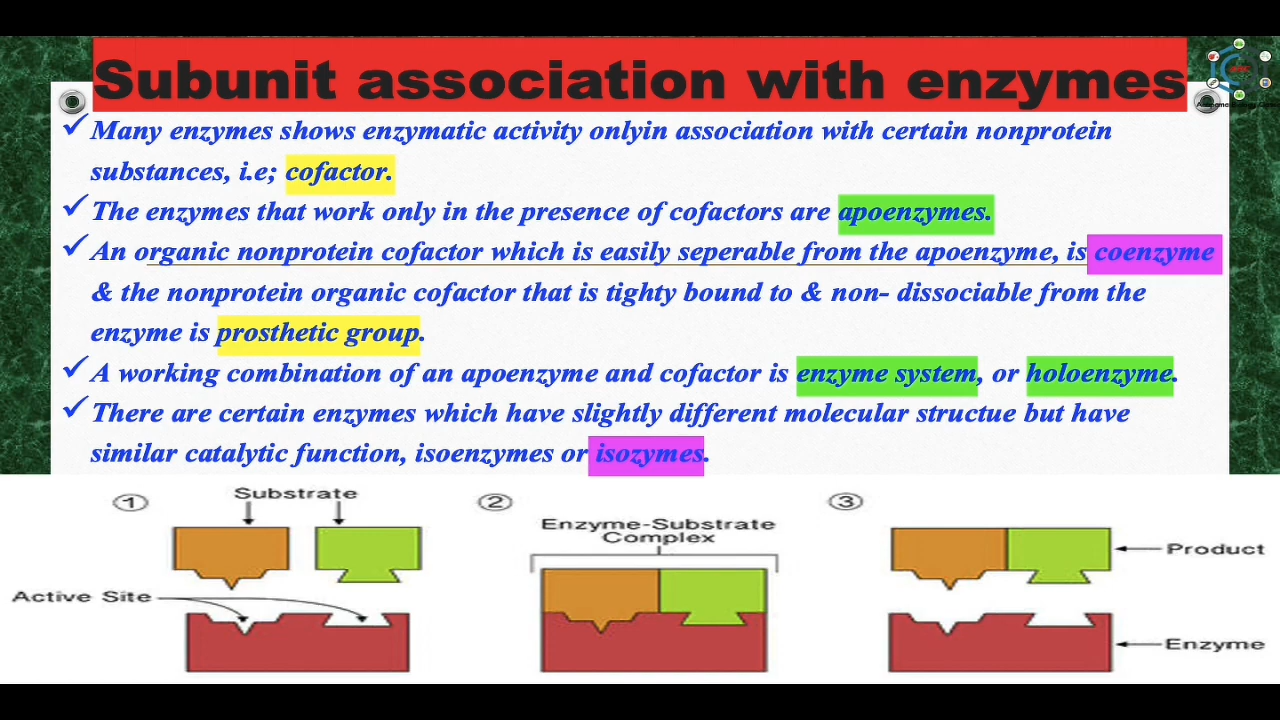 Subunit association with enzymes
Many enzymes shows enzymatic activity onlyin association with certain nonprotein
substances, i.e; cofactor.
The enzymes that work only in the presence of cofactors are apoenzymes.
An organic nonprotein cofactor which is easily seperable from the apoenzyme, is coenzyme
& the nonprotein organic cofactor that is tighty bound to & non- dissociable from the
enzyme is prosthetic group.
A working combination of an apoenzyme and cofactor is enzyme system, or holoenzyme.
There are certain enzymes which have slightly different molecular structue but have
similar catalytic function, isoenzymes or isozymes.
1 Substrate
Active Site
2
Enzyme-Substrate
Complex
3
Product
Enzyme